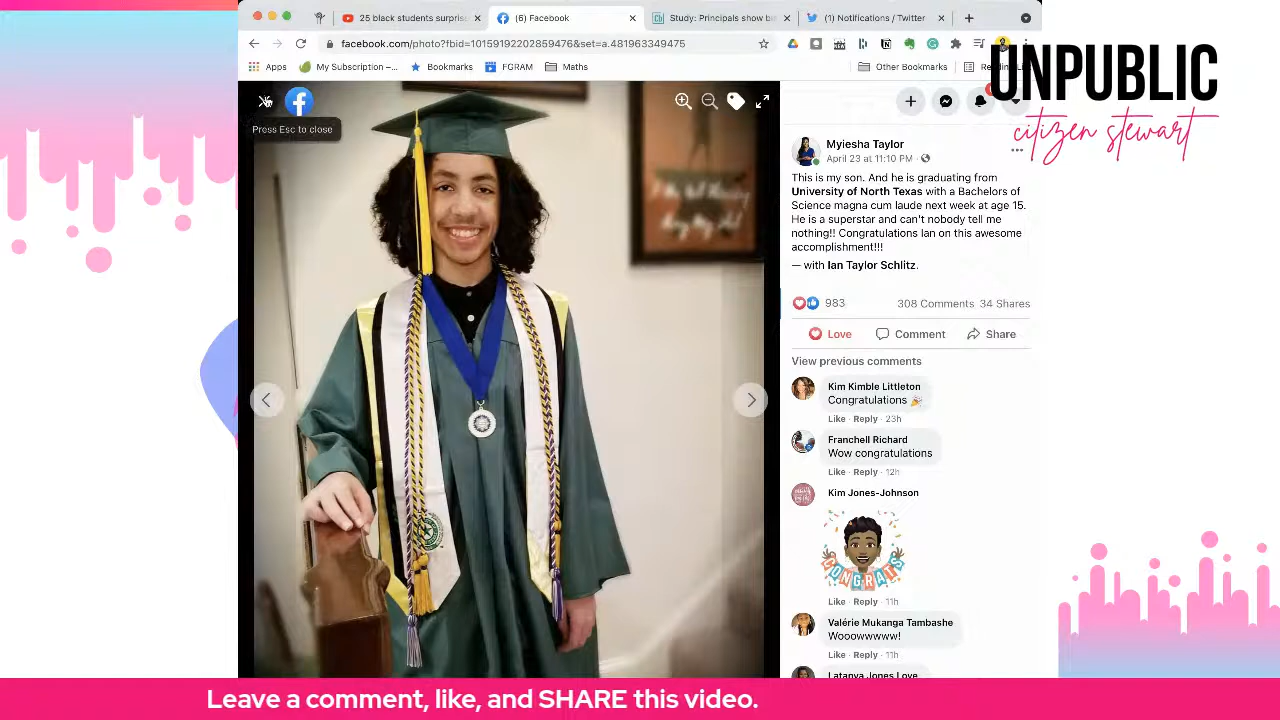 25 black students surpris
(6) Facebook
Study: Principals show bi
(1) Notifications / Twitter
facebook.com/photo?fbid=10159192202859476&set=a.481963349475
Apps
My Subscription –...
Bookmarks
FGRAM
Maths
Other Bookmarks
UNPUBLIC
citizen stewart
Press Esc to close
Myiesha Taylor
April 23 at 11:10 PM ·
This is my son. And he is graduating from
University of North Texas with a Bachelors of
Science magna cum laude next week at age 15.
He is a superstar and can't nobody tell me
nothing!! Congratulations Ian on this awesome
accomplishment!!!
— with Ian Taylor Schlitz.
983
308 Comments 34 Shares
Love
Comment
Share
View previous comments
Kim Kimble Littleton
Congratulations 🎉
Like · Reply · 23h
Franchell Richard
Wow congratulations
Like · Reply · 12h
Kim Jones-Johnson
CONGRATS
Like · Reply · 11h
Valérie Mukanga Tambashe
Wooowwwww!
Like · Reply · 11h
Latanya Jones Love
Leave a comment, like, and SHARE this video.